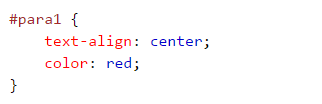 #para1 {
    text-align: center;
    color: red;
}